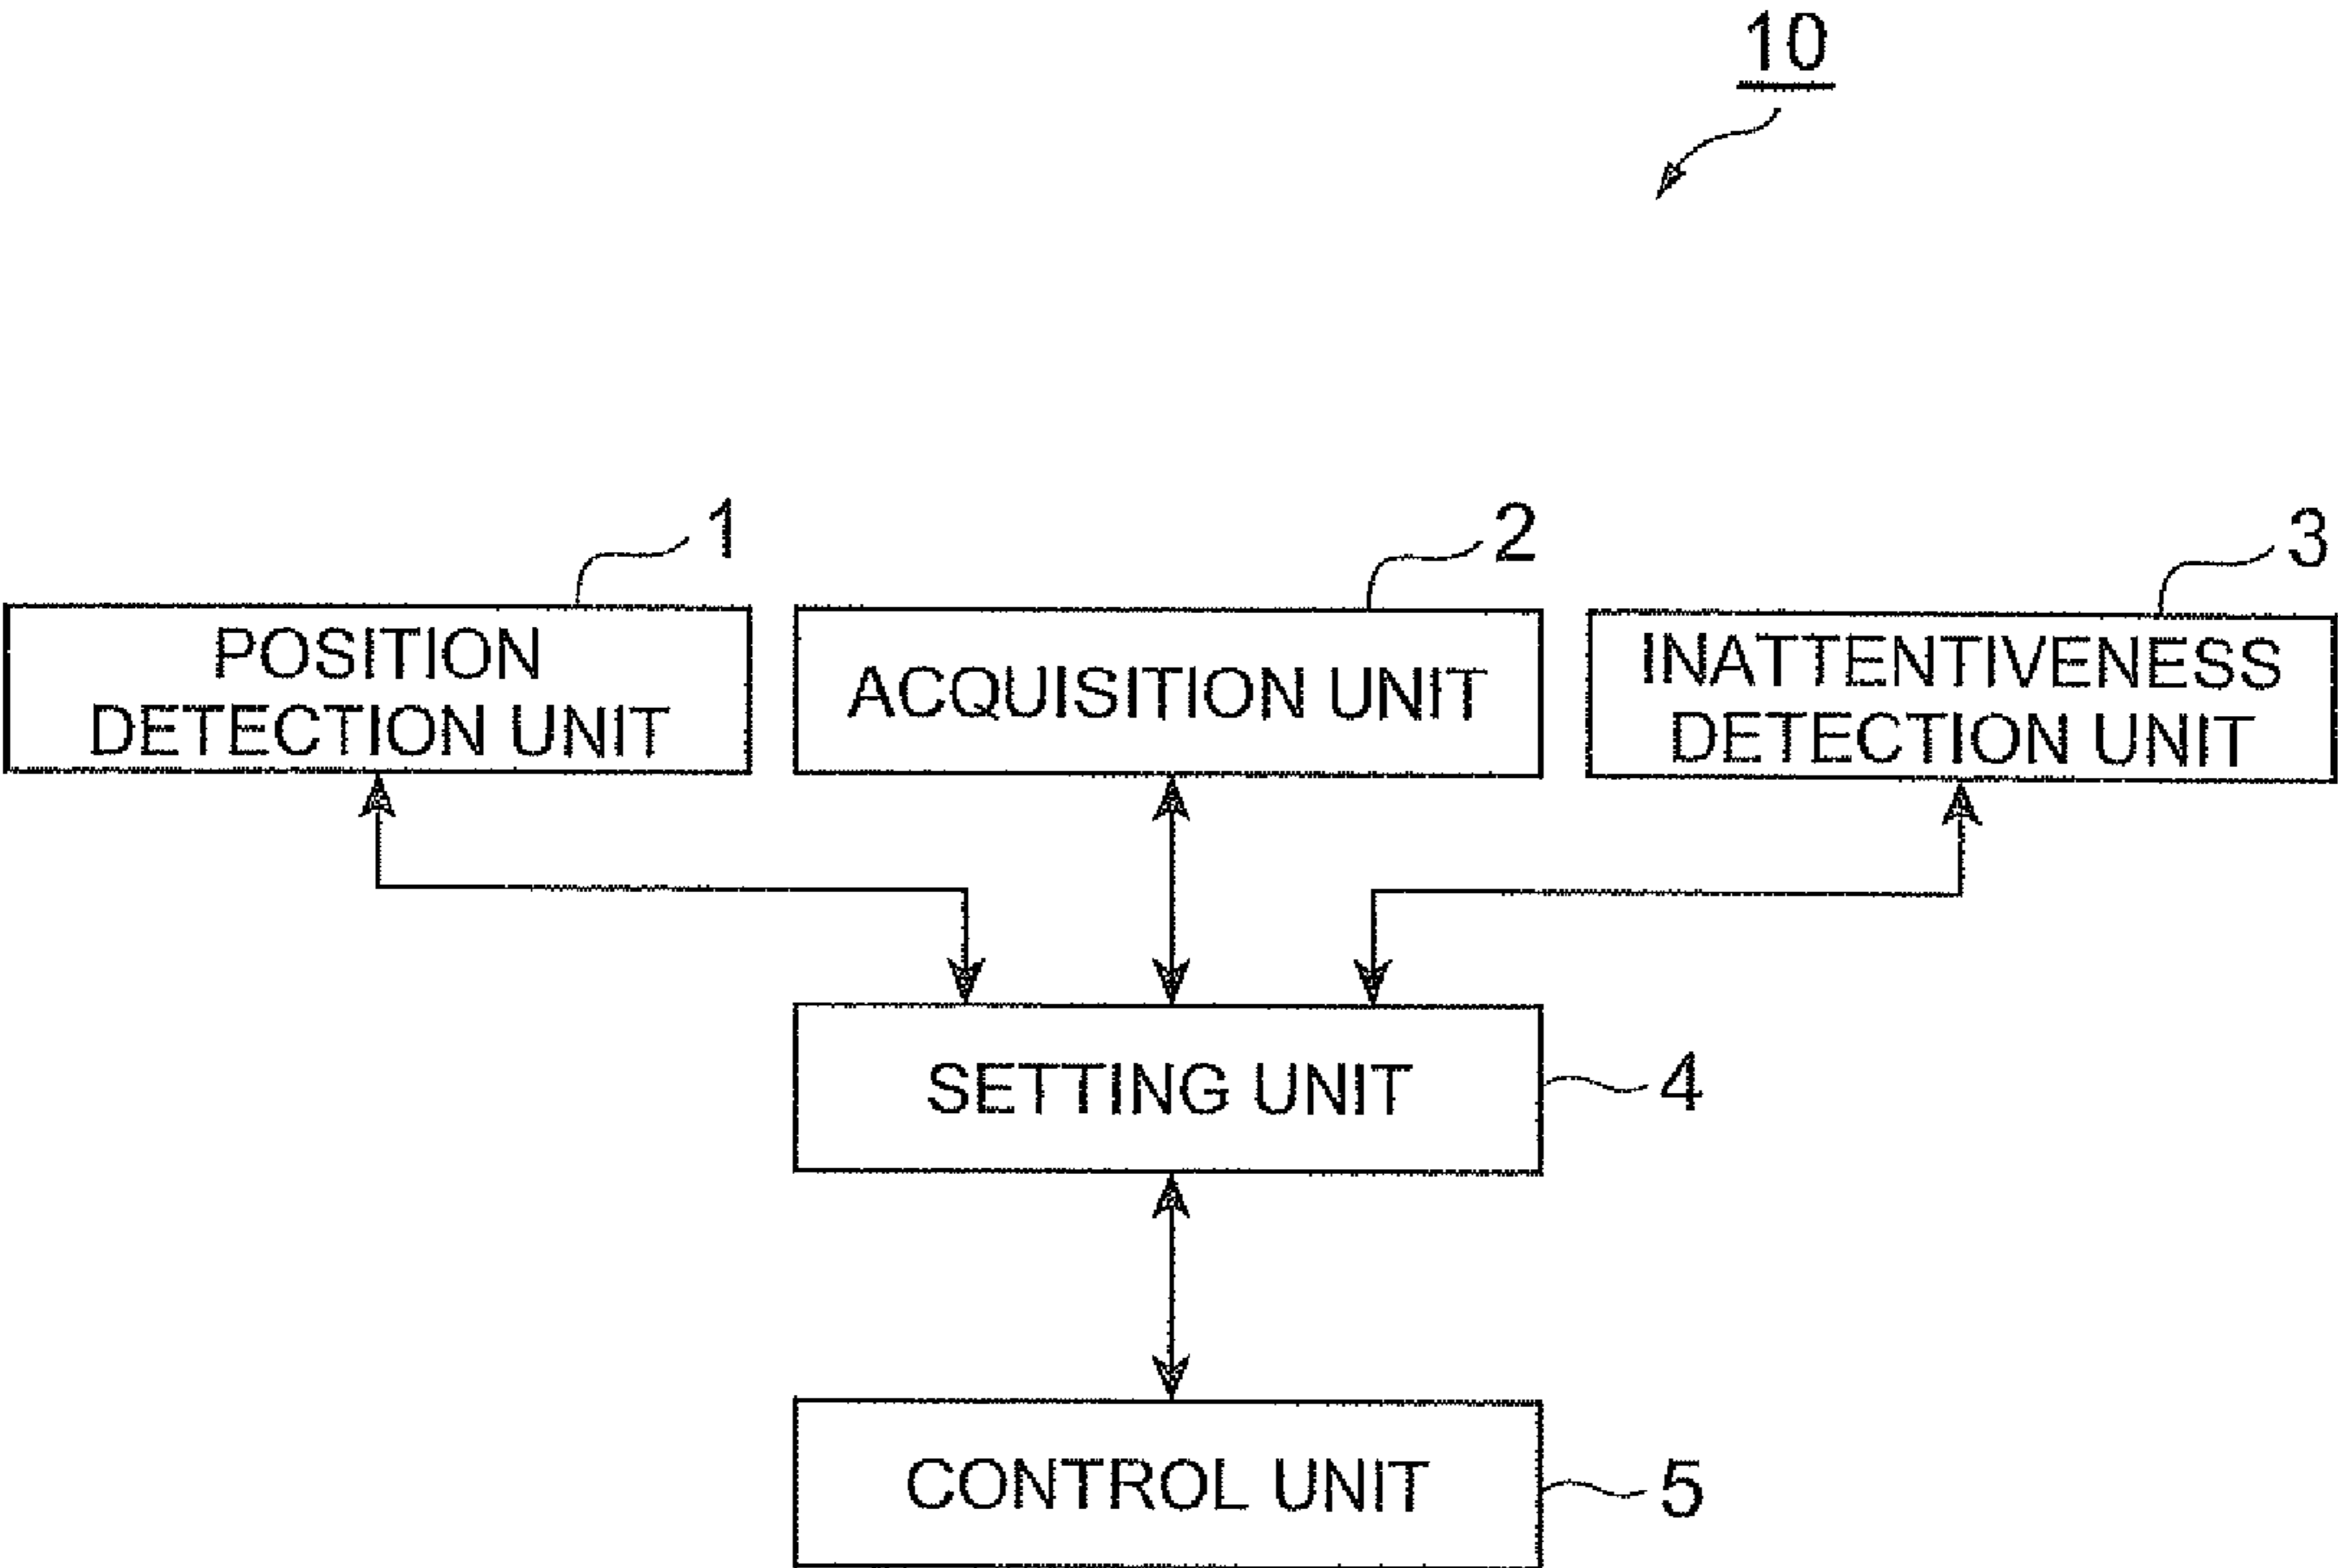 10
1
2
3
POSITION
DETECTION UNIT
ACQUISITION UNIT
INATTENTIVENESS
DETECTION UNIT
SETTING UNIT
4
CONTROL UNIT
5